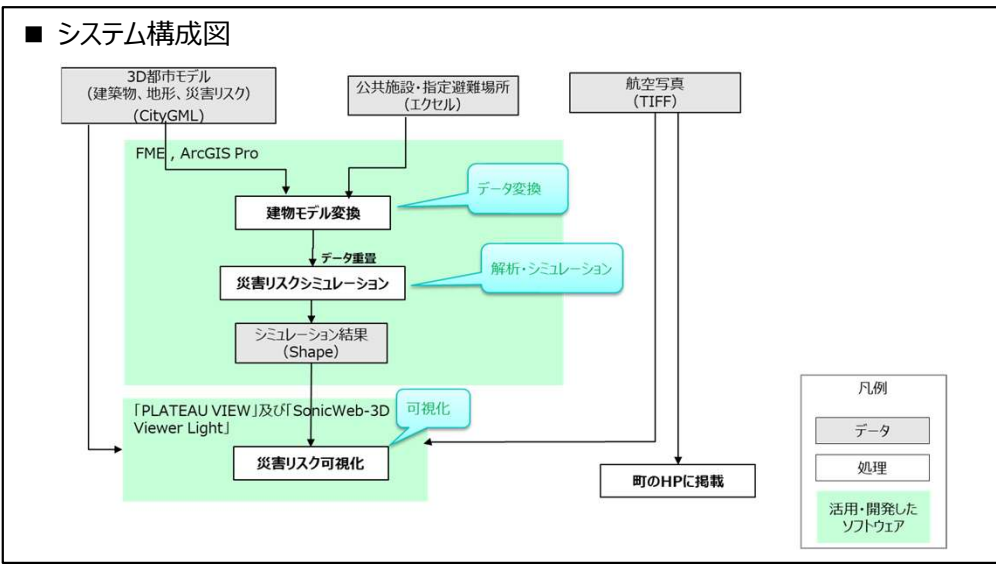 ■ システム構成図
3D都市モデル
(建築物、地形、災害リスク)
(CityGML)
公共施設・指定避難場所
(エクセル)
航空写真
(TIFF)
FME , ArcGIS Pro
データ変換
建物モデル変換
データ重畳
解析・シミュレーション
災害リスクシミュレーション
シミュレーション結果
(Shape)
「PLATEAU VIEW」及び「SonicWeb-3D
Viewer Light」
可視化
災害リスク可視化
町のHPに掲載
凡例
データ
処理
活用・開発した
ソフトウェア